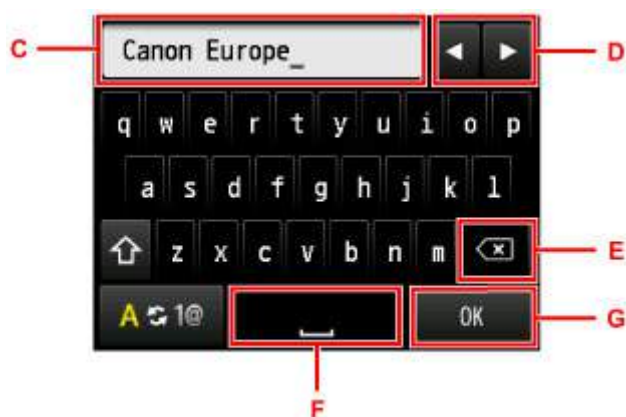 C Canon Europe_ D
q w e r t y u i o p
a s d f g h j k l
z x c v b n m E
A 1@ OK G
F